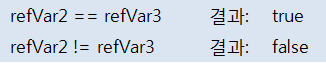 refVar2 == refVar3 결과: true
refVar2 != refVar3 결과: false